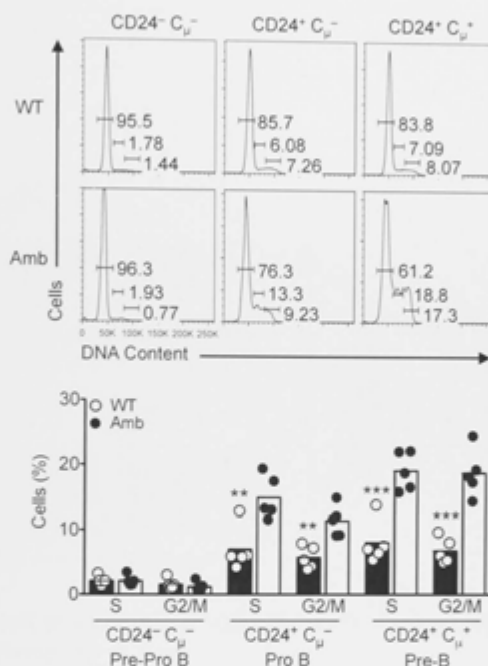 CD24⁻ Cμ⁻ CD24⁺ Cμ⁻ CD24⁺ Cμ⁺
WT
95.5
1.78
1.44
85.7
6.08
7.26
83.8
7.09
8.07
Amb
96.3
1.93
0.77
76.3
13.3
9.23
61.2
18.8
17.3
Cells
0 50K 100K 150K 200K 250K
DNA Content
30
20
10
0
Cells (%)
WT
Amb
** ** *** ***
S G2/M S G2/M S G2/M
CD24⁻ Cμ⁻ CD24⁺ Cμ⁻ CD24⁺ Cμ⁺
Pre-Pro B Pro B Pre-B